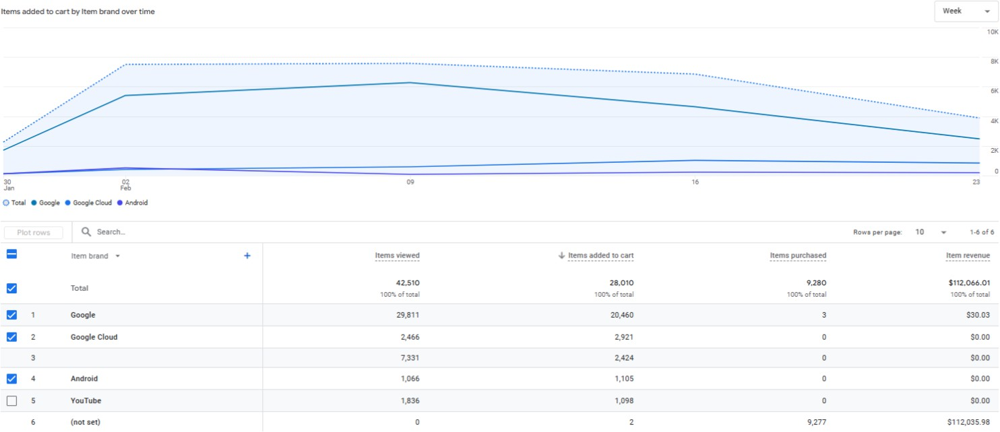 Items added to cart by Item brand over time
Week
10K
8K
6K
4K
2K
0
30 Jan
02 Feb
09
16
23
Total Google Google Cloud Android
Plot rows
Search...
Rows per page: 10 1-6 of 6
Item brand + Items viewed Items added to cart Items purchased Item revenue
Total 42,510 28,010 9,280 $112,066.01
100% of total 100% of total 100% of total 100% of total
1 Google 29,811 20,460 3 $30.03
2 Google Cloud 2,466 2,921 0 $0.00
3 7,331 2,424 0 $0.00
4 Android 1,066 1,105 0 $0.00
5 YouTube 1,836 1,098 0 $0.00
6 (not set) 0 2 9,277 $112,035.98